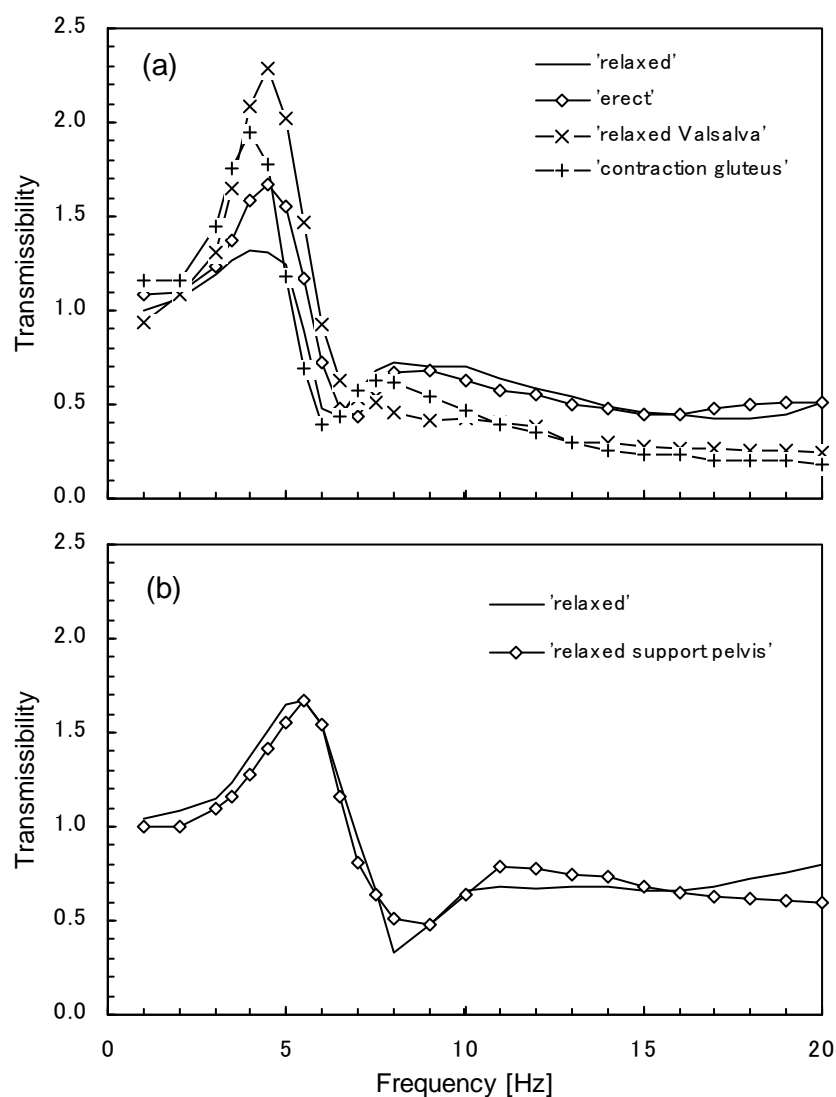 2.5
(a)
'relaxed'
'erect'
'relaxed Valsalva'
'contraction gluteus'
2.0
1.5
1.0
0.5
0.0
Transmissibility
2.5
(b)
'relaxed'
'relaxed support pelvis'
2.0
1.5
1.0
0.5
0.0
Transmissibility
0 5 10 15 20
Frequency [Hz]